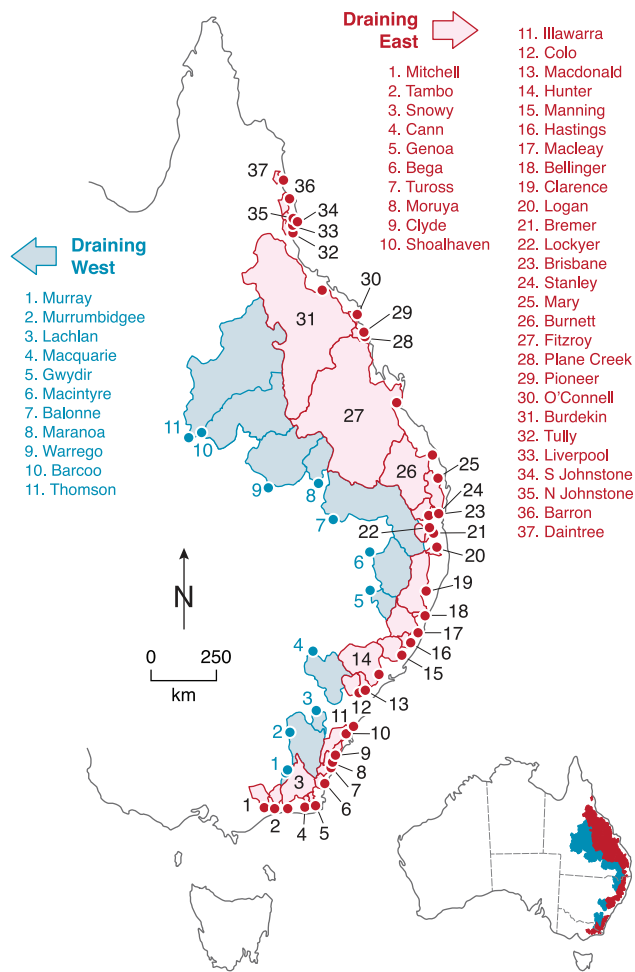 Draining
East
1. Mitchell
2. Tambo
3. Snowy
4. Cann
5. Genoa
6. Bega
7. Tuross
8. Moruya
9. Clyde
10. Shoalhaven
11. Illawarra
12. Colo
13. Macdonald
14. Hunter
15. Manning
16. Hastings
17. Macleay
18. Bellinger
19. Clarence
20. Logan
21. Bremer
22. Lockyer
23. Brisbane
24. Stanley
25. Mary
26. Burnett
27. Fitzroy
28. Plane Creek
29. Pioneer
30. O'Connell
31. Burdekin
32. Tully
33. Liverpool
34. S Johnstone
35. N Johnstone
36. Barron
37. Daintree
Draining
West
1. Murray
2. Murrumbidgee
3. Lachlan
4. Macquarie
5. Gwydir
6. Macintyre
7. Balonne
8. Maranoa
9. Warrego
10. Barcoo
11. Thomson
37
36
35
34
33
32
30
31
29
28
27
11
10
26
25
9
8
24
7
23
22
21
6
20
5
19
18
N
17
4
14
16
15
0 250
km
12
13
3
11
2
10
9
1
3
8
7
6
1
2
4
5